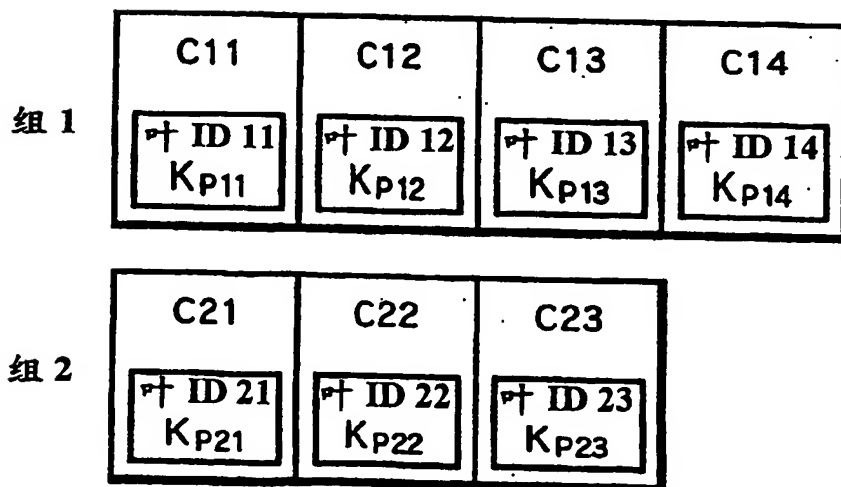 C11 C12 C13 C14
组 1
叶 ID 11 叶 ID 12 叶 ID 13 叶 ID 14
KP11 KP12 KP13 KP14
C21 C22 C23
组 2
叶 ID 21 叶 ID 22 叶 ID 23
KP21 KP22 KP23